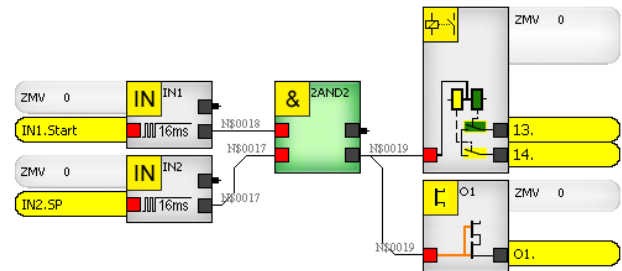 ZMV 0
ZMV 0
IN IN1
&
2AND2
IN1.Start
16ms
N$0018
13.
ZMV 0
IN IN2
N$0017
N$0019
14.
IN2.SP
16ms
N$0017
O1
ZMV 0
N$0019
O1.